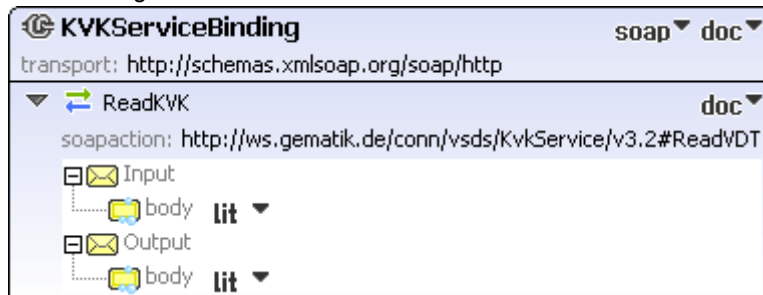 KVKServiceBinding soap doc
transport: http://schemas.xmlsoap.org/soap/http
ReadKVK doc
soapaction: http://ws.gematik.de/conn/vsds/KvkService/v3.2#ReadVDT
Input
body lit
Output
body lit